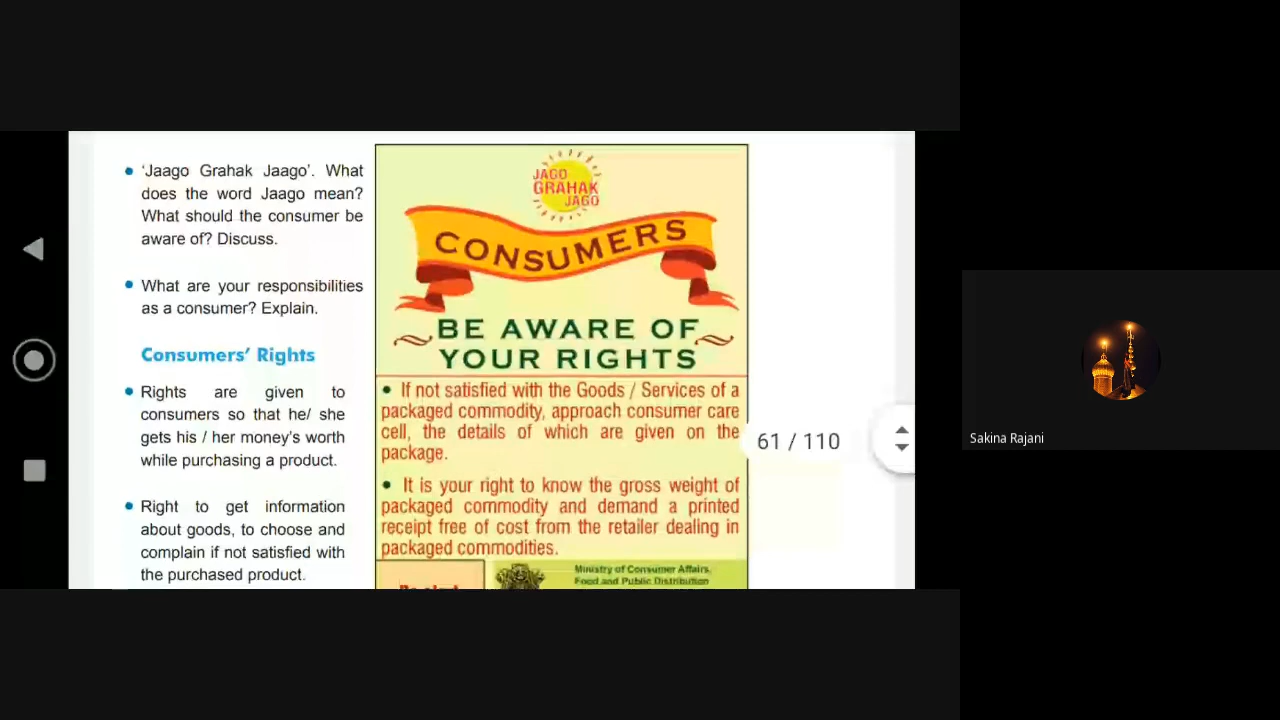 ‘Jaago Grahak Jaago’. What
does the word Jaago mean?
What should the consumer be
aware of? Discuss.
What are your responsibilities
as a consumer? Explain.
Consumers’ Rights
Rights are given to
consumers so that he/ she
gets his / her money’s worth
while purchasing a product.
Right to get information
about goods, to choose and
complain if not satisfied with
the purchased product.
JAGO
GRAHAK
JAGO
CONSUMERS
BE AWARE OF
YOUR RIGHTS
• If not satisfied with the Goods / Services of a
packaged commodity, approach consumer care
cell, the details of which are given on the
package.
• It is your right to know the gross weight of
packaged commodity and demand a printed
receipt free of cost from the retailer dealing in
packaged commodities.
Ministry of Consumer Affairs,
Food and Public Distribution
61 / 110
Sakina Rajani